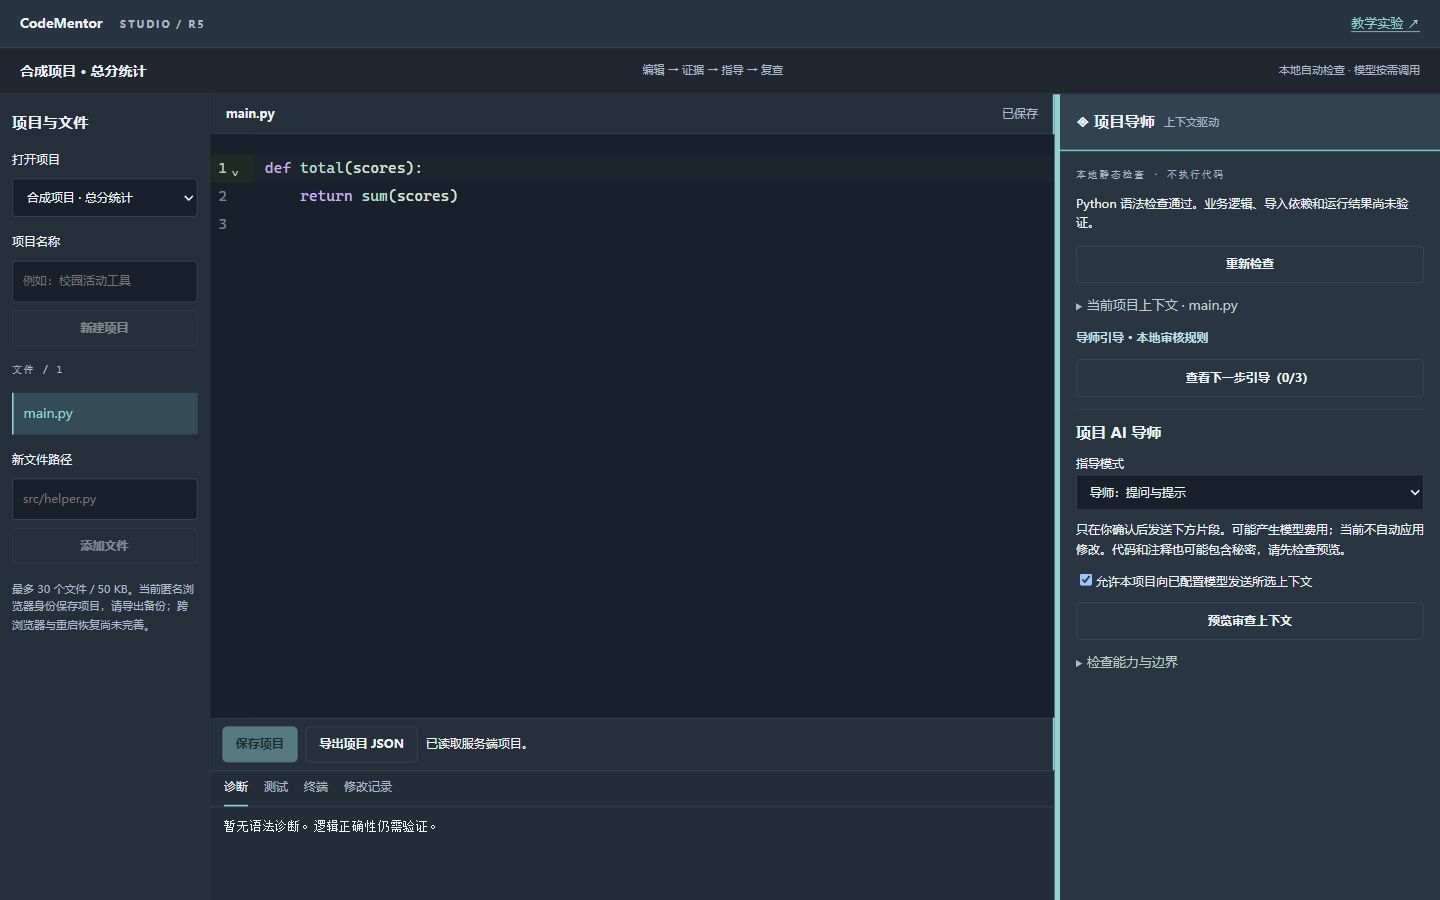 CodeMentor STUDIO / R5
教学实验 ↗
合成项目 • 总分统计
编辑 → 证据 → 指导 → 复查
本地自动检查 · 模型按需调用
项目与文件
打开项目
合成项目 · 总分统计
项目名称
例如：校园活动工具
新建项目
文件 / 1
main.py
新文件路径
src/helper.py
添加文件
最多 30 个文件 / 50 KB。当前匿名浏
览器身份保存项目，请导出备份；跨
浏览器与重启恢复尚未完善。
main.py
已保存
1 def total(scores):
2     return sum(scores)
3
保存项目
导出项目 JSON
已读取服务端项目。
诊断 测试 终端 修改记录
暂无语法诊断。逻辑正确性仍需验证。
◆ 项目导师 上下文驱动
本地静态检查 · 不执行代码
Python 语法检查通过。业务逻辑、导入依赖和运行结果尚未验
证。
重新检查
▸ 当前项目上下文 · main.py
导师引导 • 本地审核规则
查看下一步引导（0/3）
项目 AI 导师
指导模式
导师：提问与提示
只在你确认后发送下方片段。可能产生模型费用；当前不自动应用
修改。代码和注释也可能包含秘密，请先检查预览。
允许本项目向已配置模型发送所选上下文
预览审查上下文
▸ 检查能力与边界